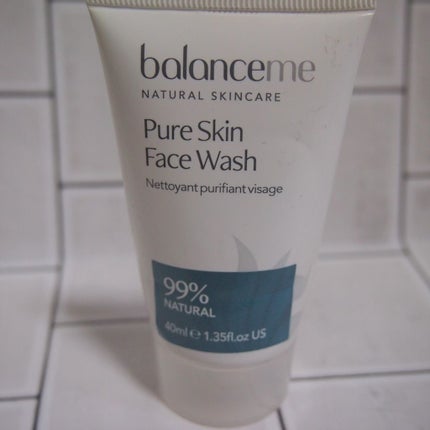 balanceme
NATURAL SKINCARE
Pure Skin
Face Wash
Nettoyant purifiant visage
99%
NATURAL
40ml ℮ 1.35fl.oz US